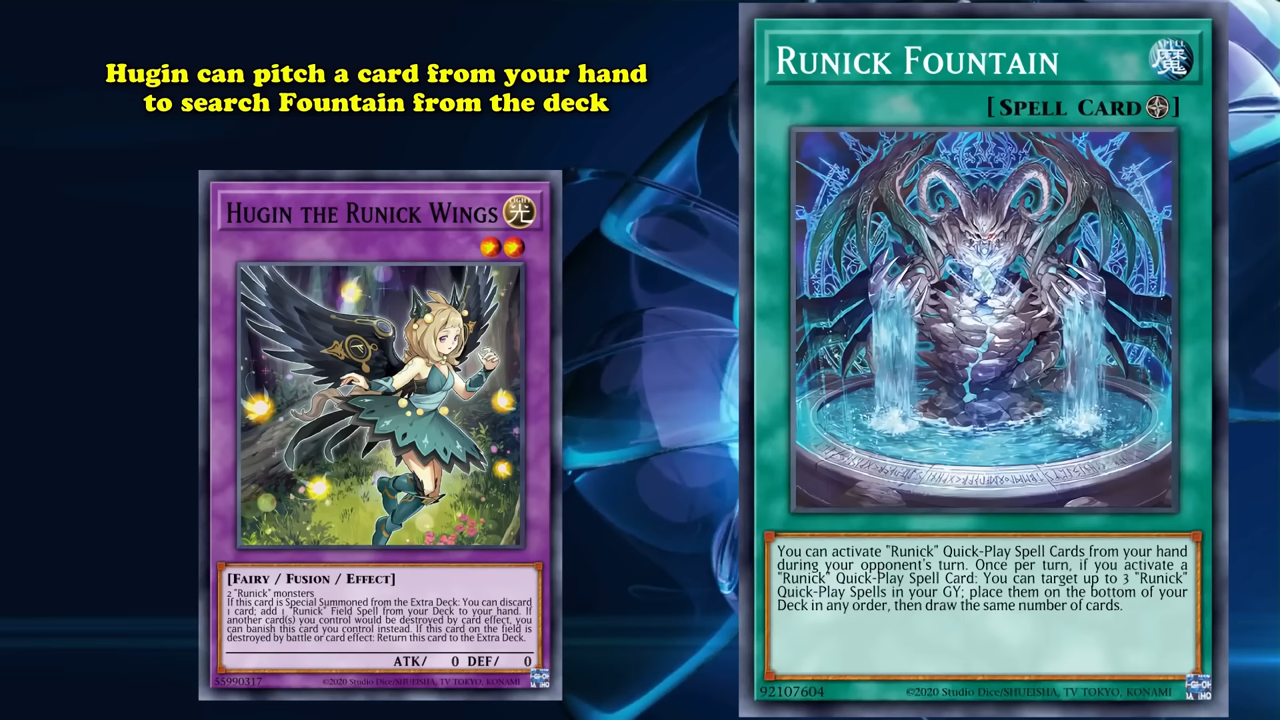 Hugin can pitch a card from your hand
to search Fountain from the deck
HUGIN THE RUNICK WINGS
LIGHT
光
[FAIRY / FUSION / EFFECT]
2 "Runick" monsters
If this card is Special Summoned from the Extra Deck: You can discard
1 card; add 1 "Runick" Field Spell from your Deck to your hand. If
another card(s) you control would be destroyed by card effect, you
can banish this card you control instead. If this card on the field is
destroyed by battle or card effect: Return this card to the Extra Deck.
ATK/ 0 DEF/ 0
55990317
©2020 Studio Dice/SHUEISHA, TV TOKYO, KONAMI
RUNICK FOUNTAIN
SPELL
魔
[SPELL CARD]
You can activate "Runick" Quick-Play Spell Cards from your hand
during your opponent's turn. Once per turn, if you activate a
"Runick" Quick-Play Spell Card: You can target up to 3 "Runick"
Quick-Play Spells in your GY; place them on the bottom of your
Deck in any order, then draw the same number of cards.
92107604
©2020 Studio Dice/SHUEISHA, TV TOKYO, KONAMI